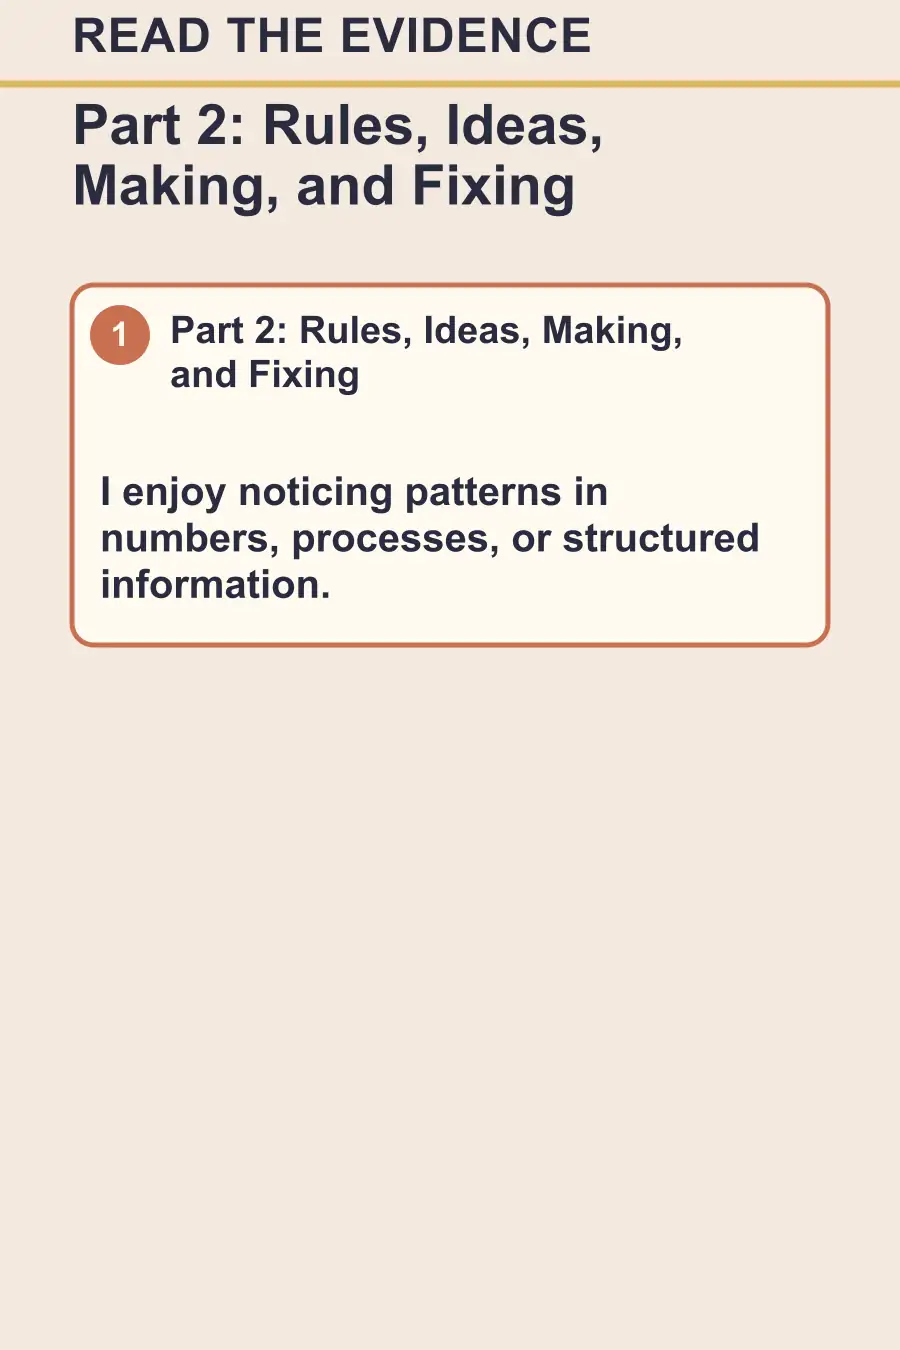 READ THE EVIDENCE
Part 2: Rules, Ideas,
Making, and Fixing
1
Part 2: Rules, Ideas, Making,
and Fixing
I enjoy noticing patterns in
numbers, processes, or structured
information.